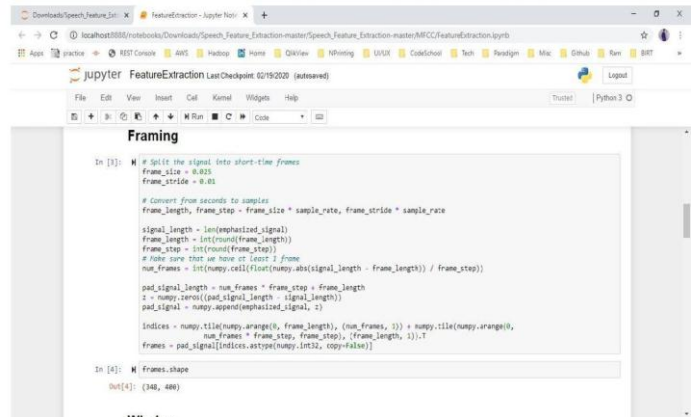 Downloads/Speech_Feature_Ext
FeatureExtraction - Jupyter Note
localhost:8888/notebooks/Downloads/Speech_Feature_Extraction-master/Speech_Feature_Extraction-master/MFCC/FeatureExtraction.ipynb
Apps practice REST Console AWS Hadoop Home QlikView NPrinting UI/UX CodeSchool Tech Paradigm Misc Github Ram BIRT
jupyter FeatureExtraction Last Checkpoint: 02/19/2020 (autosaved) Logout
File Edit View Insert Cell Kernel Widgets Help Trusted Python 3
Run Code
Framing
In [3]: # Split the signal into short-time frames
frame_size = 0.025
frame_stride = 0.01
# Convert from seconds to samples
frame_length, frame_step = frame_size * sample_rate, frame_stride * sample_rate
signal_length = len(emphasized_signal)
frame_length = int(round(frame_length))
frame_step = int(round(frame_step))
# Make sure that we have at least 1 frame
num_frames = int(numpy.ceil(float(numpy.abs(signal_length - frame_length)) / frame_step))
pad_signal_length = num_frames * frame_step + frame_length
z = numpy.zeros((pad_signal_length - signal_length))
pad_signal = numpy.append(emphasized_signal, z)
indices = numpy.tile(numpy.arange(0, frame_length), (num_frames, 1)) + numpy.tile(numpy.arange(0,
num_frames * frame_step, frame_step), (frame_length, 1)).T
frames = pad_signal[indices.astype(numpy.int32, copy=False)]
In [4]: frames.shape
Out[4]: (348, 400)